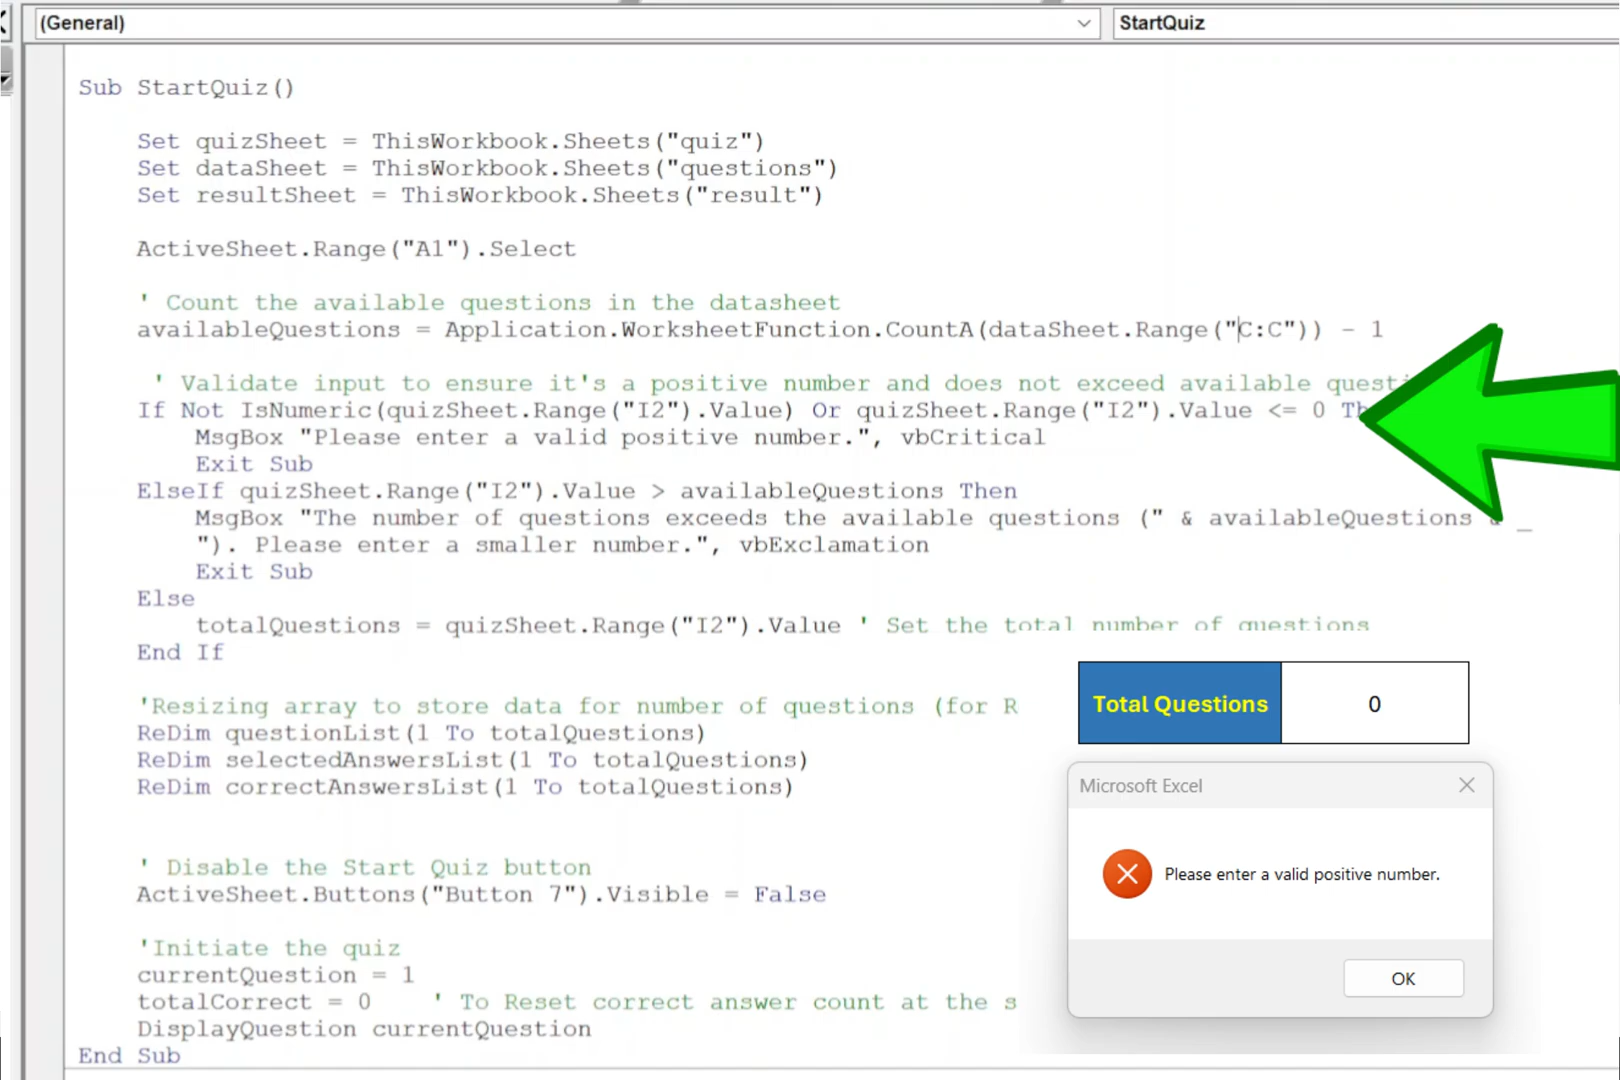 (General)
StartQuiz
Sub StartQuiz()
Set quizSheet = ThisWorkbook.Sheets("quiz")
Set dataSheet = ThisWorkbook.Sheets("questions")
Set resultSheet = ThisWorkbook.Sheets("result")
ActiveSheet.Range("A1").Select
' Count the available questions in the datasheet
availableQuestions = Application.WorksheetFunction.CountA(dataSheet.Range("C:C")) - 1
' Validate input to ensure it's a positive number and does not exceed available
If Not IsNumeric(quizSheet.Range("I2").Value) Or quizSheet.Range("I2").Value <= 0
MsgBox "Please enter a valid positive number.", vbCritical
Exit Sub
ElseIf quizSheet.Range("I2").Value > availableQuestions Then
MsgBox "The number of questions exceeds the available questions (" & availableQuestions & _
"). Please enter a smaller number.", vbExclamation
Exit Sub
Else
totalQuestions = quizSheet.Range("I2").Value ' Set the total number of questions
End If
'Resizing array to store data for number of questions (for R
ReDim questionList(1 To totalQuestions)
ReDim selectedAnswersList(1 To totalQuestions)
ReDim correctAnswersList(1 To totalQuestions)
' Disable the Start Quiz button
ActiveSheet.Buttons("Button 7").Visible = False
'Initiate the quiz
currentQuestion = 1
totalCorrect = 0 ' To Reset correct answer count at the s
DisplayQuestion currentQuestion
End Sub
Total Questions 0
Microsoft Excel
Please enter a valid positive number.
OK